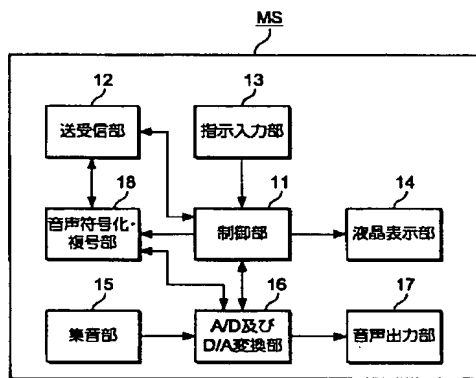 MS
12
送受信部
13
指示入力部
18
音声符号化・
複号部
11
制御部
14
液晶表示部
15
集音部
16
A/D及び
D/A変換部
17
音声出力部